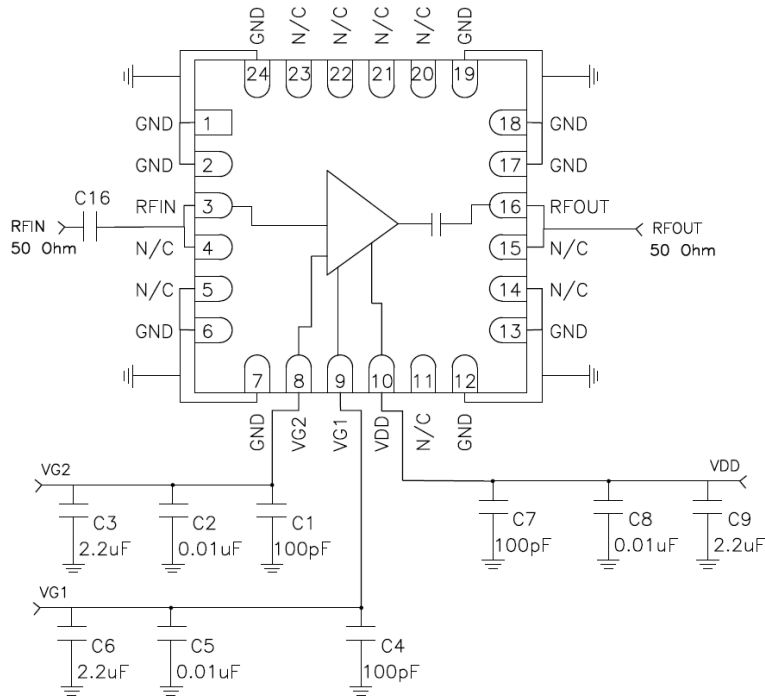 GND
N/C
N/C
N/C
N/C
GND
24
23
22
21
20
19
GND
1
18
GND
GND
2
17
GND
C16
RFIN
50 Ohm
RFIN
3
16
RFOUT
RFOUT
50 Ohm
N/C
4
15
N/C
N/C
5
14
N/C
GND
6
13
GND
7
8
9
10
11
12
GND
VG2
VG1
VDD
N/C
GND
VG2
VDD
C3
2.2uF
C2
0.01uF
C1
100pF
C7
100pF
C8
0.01uF
C9
2.2uF
VG1
C6
2.2uF
C5
0.01uF
C4
100pF